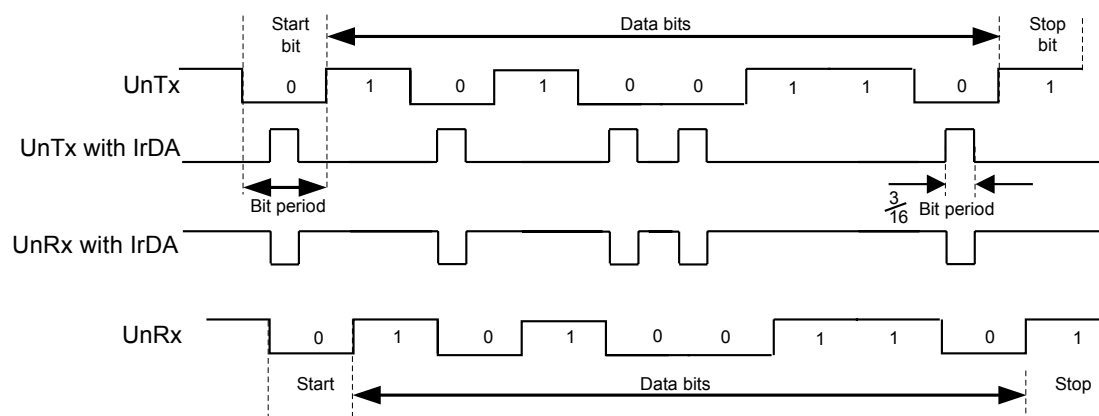 Start
bit
Data bits
Stop
bit
UnTx
0 1 0 1 0 0 1 1 0 1
UnTx with IrDA
Bit period
3/16 Bit period
UnRx with IrDA
UnRx
0 1 0 1 0 0 1 1 0 1
Start
Data bits
Stop